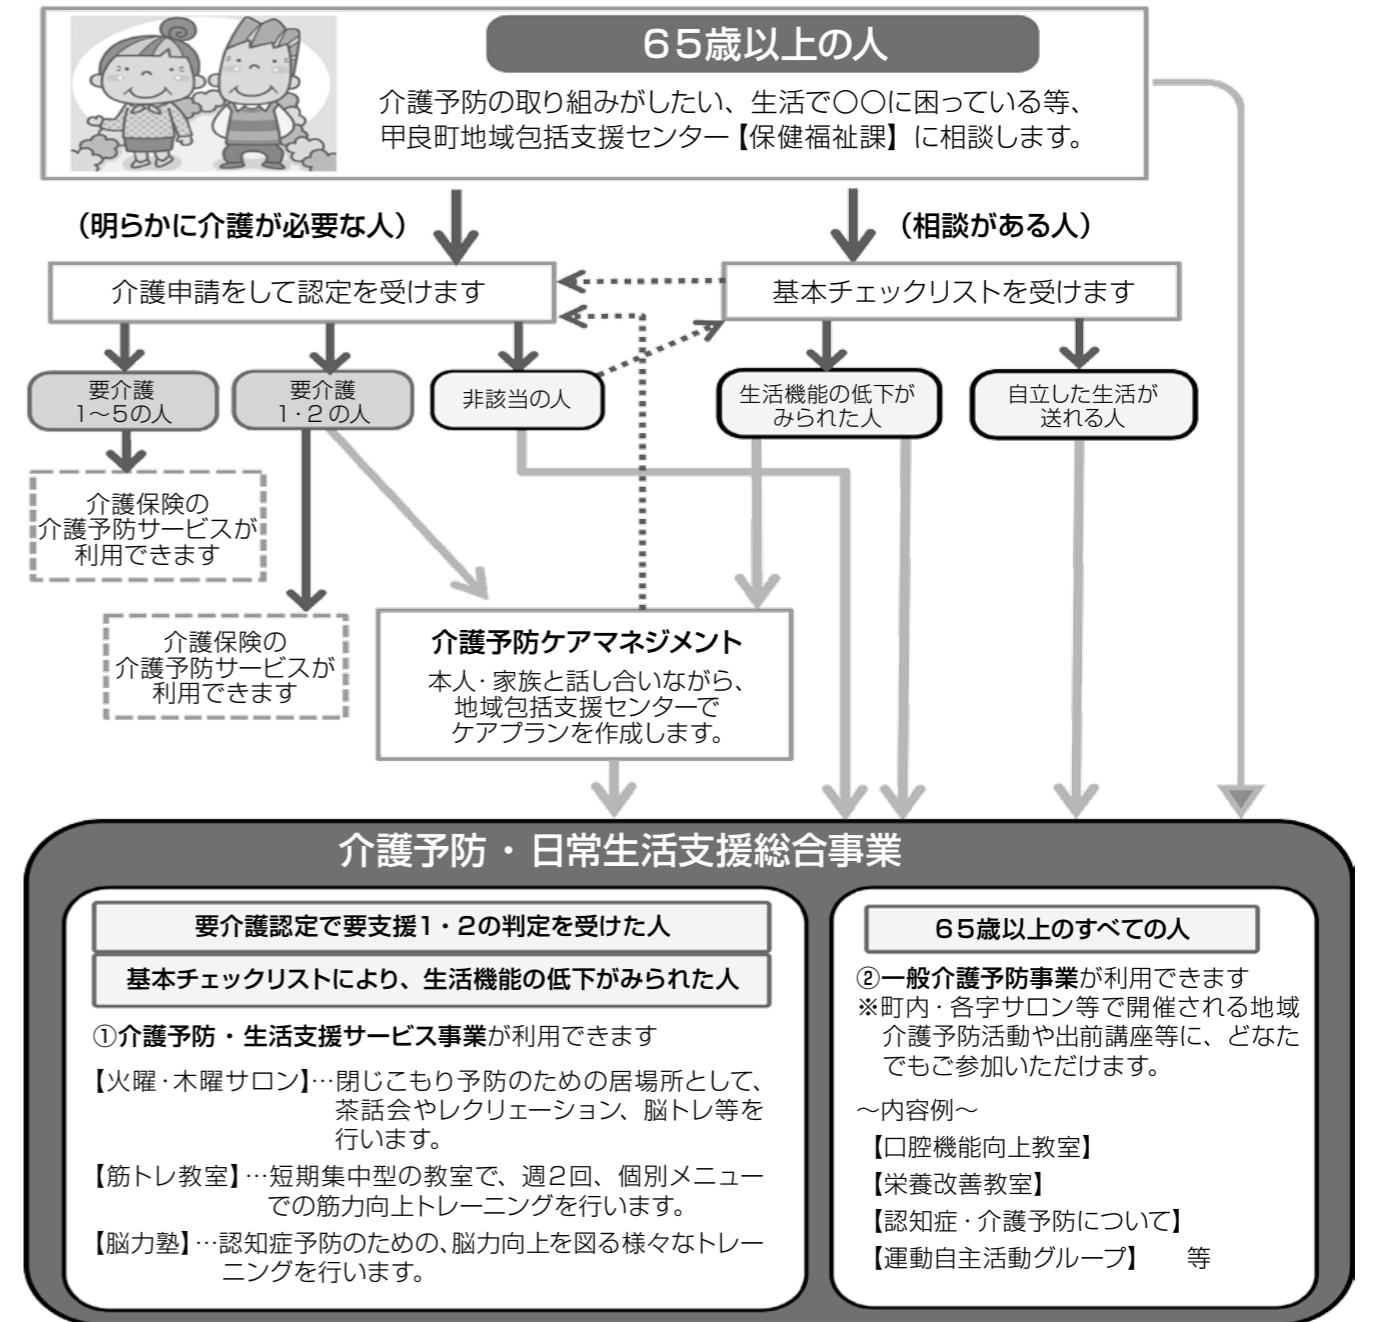 65歳以上の人
介護予防の取り組みがしたい、生活で〇〇に困っている等、
甲良町地域包括支援センター【保健福祉課】に相談します。
（明らかに介護が必要な人）
（相談がある人）
介護申請をして認定を受けます
基本チェックリストを受けます
要介護
1～5の人
要介護
1・2の人
非該当の人
生活機能の低下が
みられた人
自立した生活が
送れる人
介護保険の
介護予防サービスが
利用できます
介護保険の
介護予防サービスが
利用できます
介護予防ケアマネジメント
本人・家族と話し合いながら、
地域包括支援センターで
ケアプランを作成します。
介護予防・日常生活支援総合事業
要介護認定で要支援1・2の判定を受けた人
基本チェックリストにより、生活機能の低下がみられた人
①介護予防・生活支援サービス事業が利用できます
【火曜・木曜サロン】…閉じこもり予防のための居場所として、
茶話会やレクリェーション、脳トレ等を
行います。
【筋トレ教室】…短期集中型の教室で、週2回、個別メニュー
での筋力向上トレーニングを行います。
【脳力塾】…認知症予防のための、脳力向上を図る様々なトレー
ニングを行います。
65歳以上のすべての人
②一般介護予防事業が利用できます
※町内・各字サロン等で開催される地域
介護予防活動や出前講座等に、どなた
でもご参加いただけます。
～内容例～
【口腔機能向上教室】
【栄養改善教室】
【認知症・介護予防について】
【運動自主活動グループ】　等